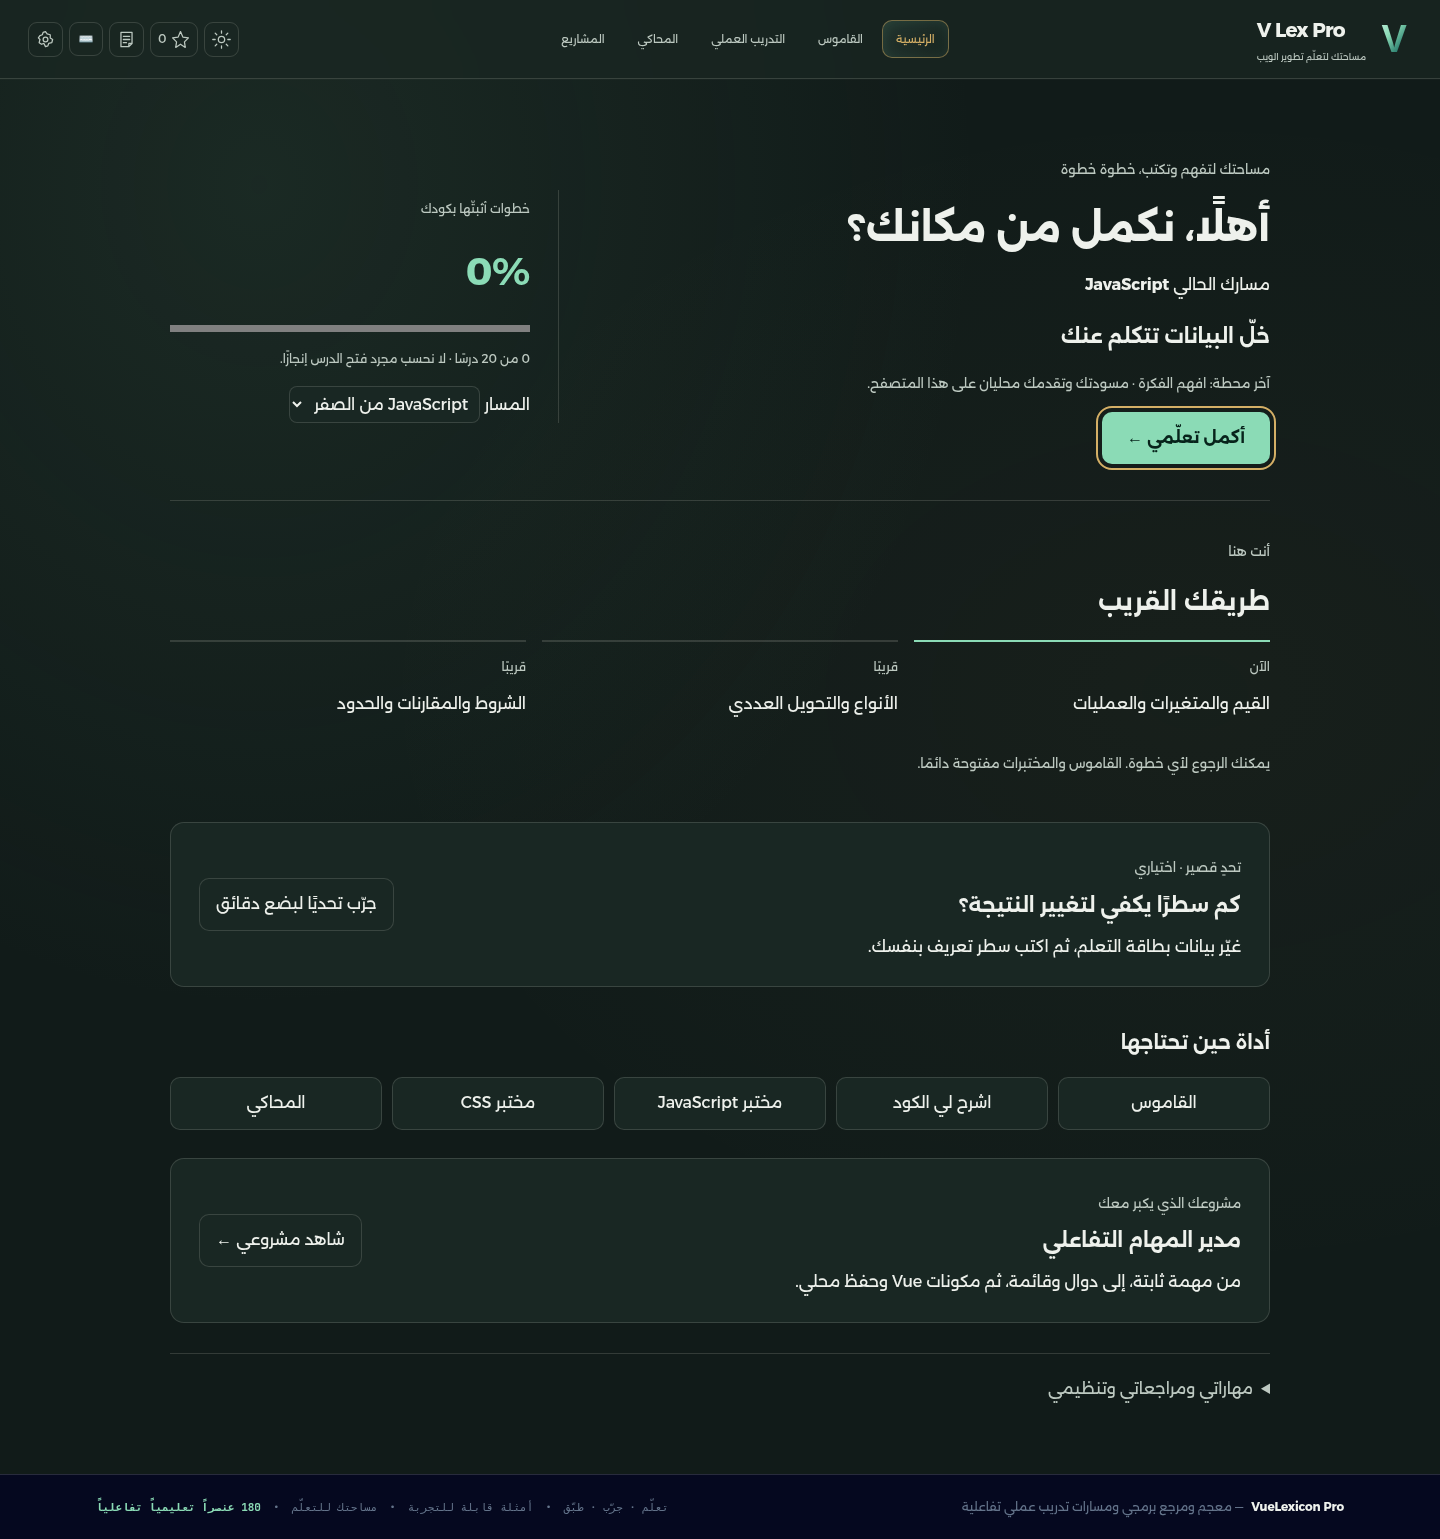 V
V Lex Pro
مساحتك لتعلّم تطوير الويب
الرئيسية
القاموس
التدريب العملي
المحاكي
المشاريع
0
مساحتك لتفهم وتكتب، خطوة خطوة
أهلًا، نكمل من مكانك؟
مسارك الحالي JavaScript
خلّ البيانات تتكلم عنك
آخر محطة: افهم الفكرة · مسودتك وتقدمك محليان على هذا المتصفح.
أكمل تعلّمي ←
خطوات أثبتّها بكودك
0%
0 من 20 درسًا · لا نحسب مجرد فتح الدرس إنجازًا.
المسار JavaScript من الصفر
أنت هنا
طريقك القريب
الآن
القيم والمتغيرات والعمليات
قريبًا
الأنواع والتحويل العددي
قريبًا
الشروط والمقارنات والحدود
يمكنك الرجوع لأي خطوة. القاموس والمختبرات مفتوحة دائمًا.
تحدٍ قصير · اختياري
كم سطرًا يكفي لتغيير النتيجة؟
غيّر بيانات بطاقة التعلم، ثم اكتب سطر تعريف بنفسك.
جرّب تحديًا لبضع دقائق
أداة حين تحتاجها
القاموس
اشرح لي الكود
مختبر JavaScript
مختبر CSS
المحاكي
مشروعك الذي يكبر معك
مدير المهام التفاعلي
من مهمة ثابتة، إلى دوال وقائمة، ثم مكونات Vue وحفظ محلي.
شاهد مشروعي ←
مهاراتي ومراجعاتي وتنظيمي
VueLexicon Pro — معجم ومرجع برمجي ومسارات تدريب عملي تفاعلية
تعلّم · جرّب · طبّق • أمثلة قابلة للتجربة • مساحتك للتعلّم • 180 عنصراً تعليمياً تفاعلياً